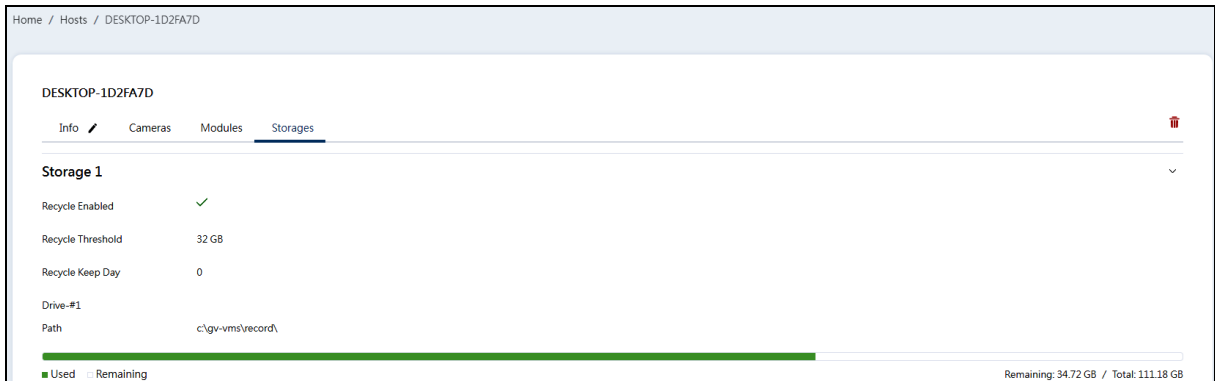 Home / Hosts / DESKTOP-1D2FA7D
DESKTOP-1D2FA7D
Info Cameras Modules Storages
Storage 1
Recycle Enabled
Recycle Threshold 32 GB
Recycle Keep Day 0
Drive-#1
Path c:\gv-vms\record\
Used Remaining Remaining: 34.72 GB / Total: 111.18 GB